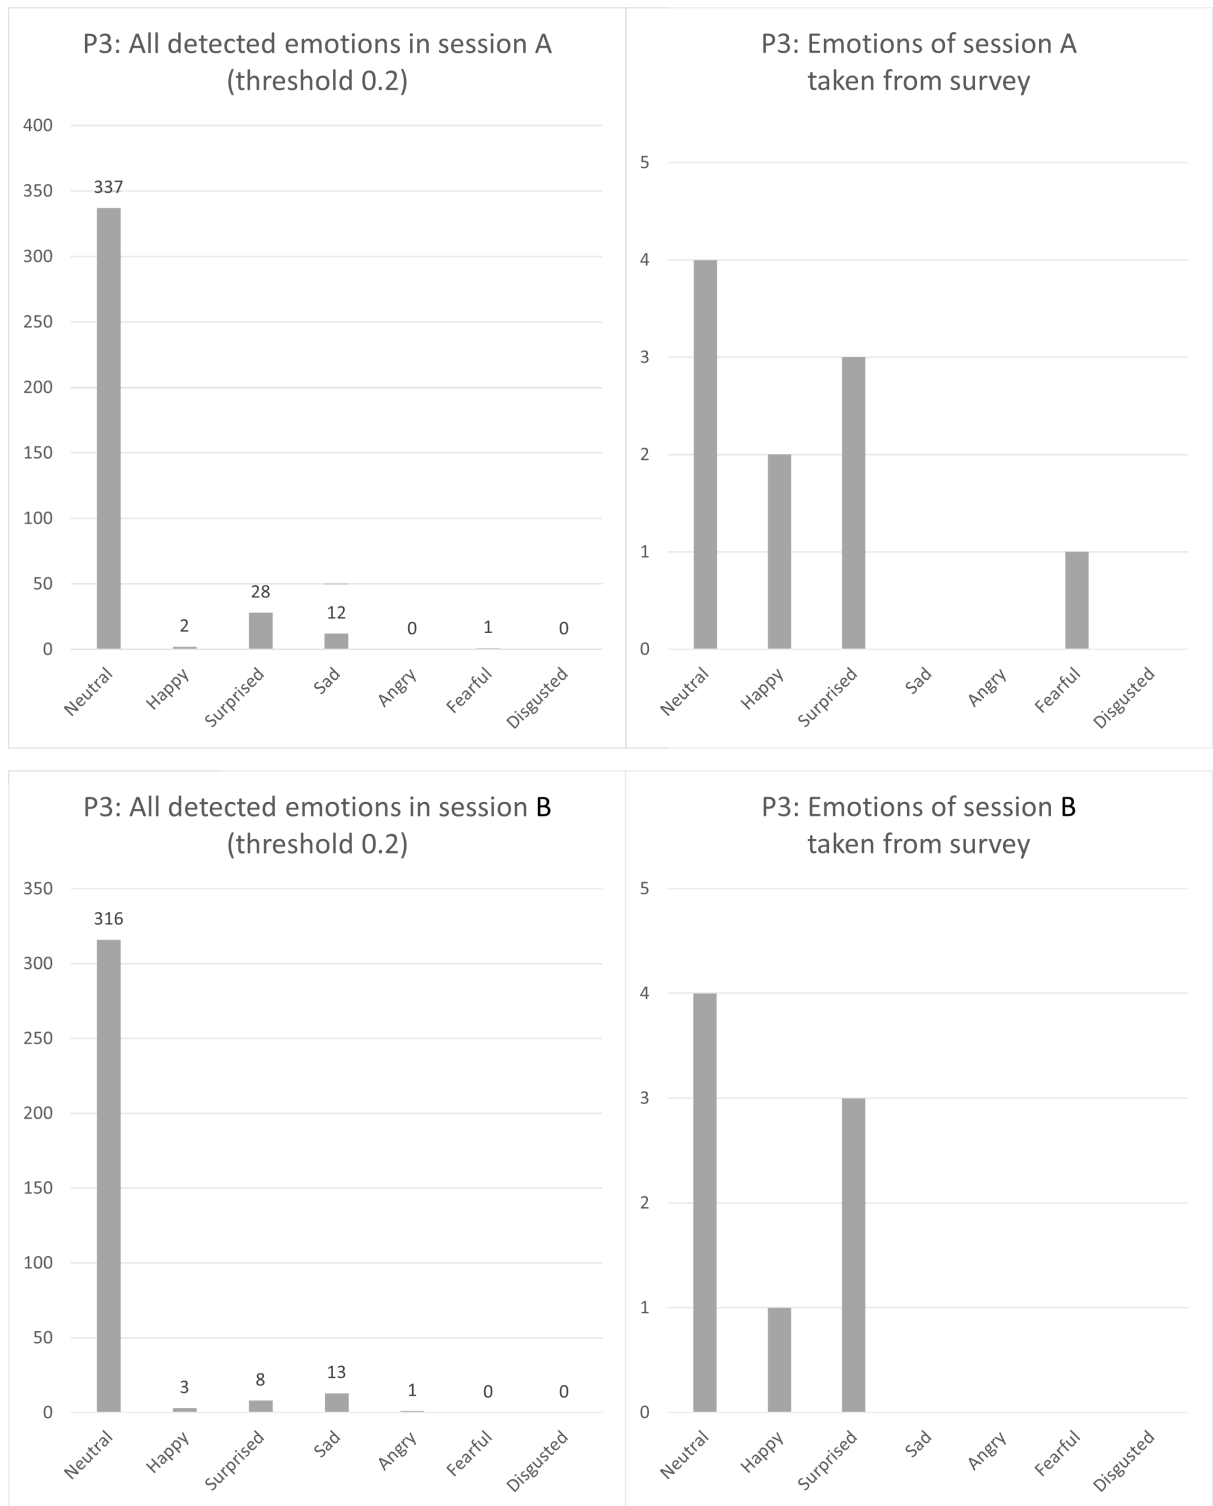 P3: All detected emotions in session A
(threshold 0.2)
400
350
300
250
200
150
100
50
0
337
2
28
12
0
1
0
Neutral
Happy
Surprised
Sad
Angry
Fearful
Disgusted
P3: Emotions of session A
taken from survey
5
4
3
2
1
0
Neutral
Happy
Surprised
Sad
Angry
Fearful
Disgusted
P3: All detected emotions in session B
(threshold 0.2)
350
300
250
200
150
100
50
0
316
3
8
13
1
0
0
Neutral
Happy
Surprised
Sad
Angry
Fearful
Disgusted
P3: Emotions of session B
taken from survey
5
4
3
2
1
0
Neutral
Happy
Surprised
Sad
Angry
Fearful
Disgusted